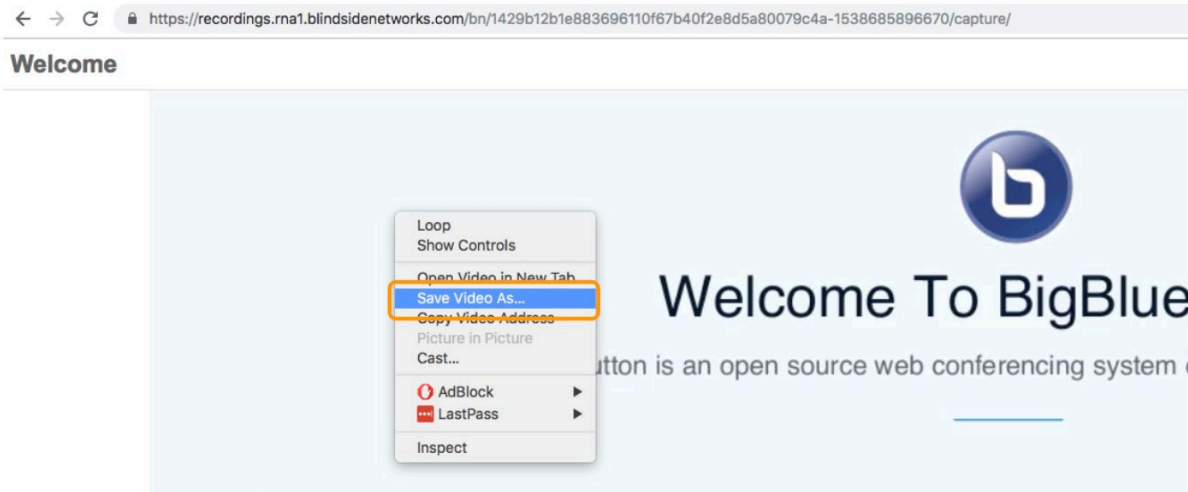 https://recordings.rna1.blindsidenetworks.com/bn/1429b12b1e883696110f67b40f2e8d5a80079c4a-1538685896670/capture/
Welcome
Loop
Show Controls
Open Video in New Tab
Save Video As...
Copy Video Address
Picture in Picture
Cast...
AdBlock
LastPass
Inspect
b
Welcome To BigBlue
utton is an open source web conferencing system